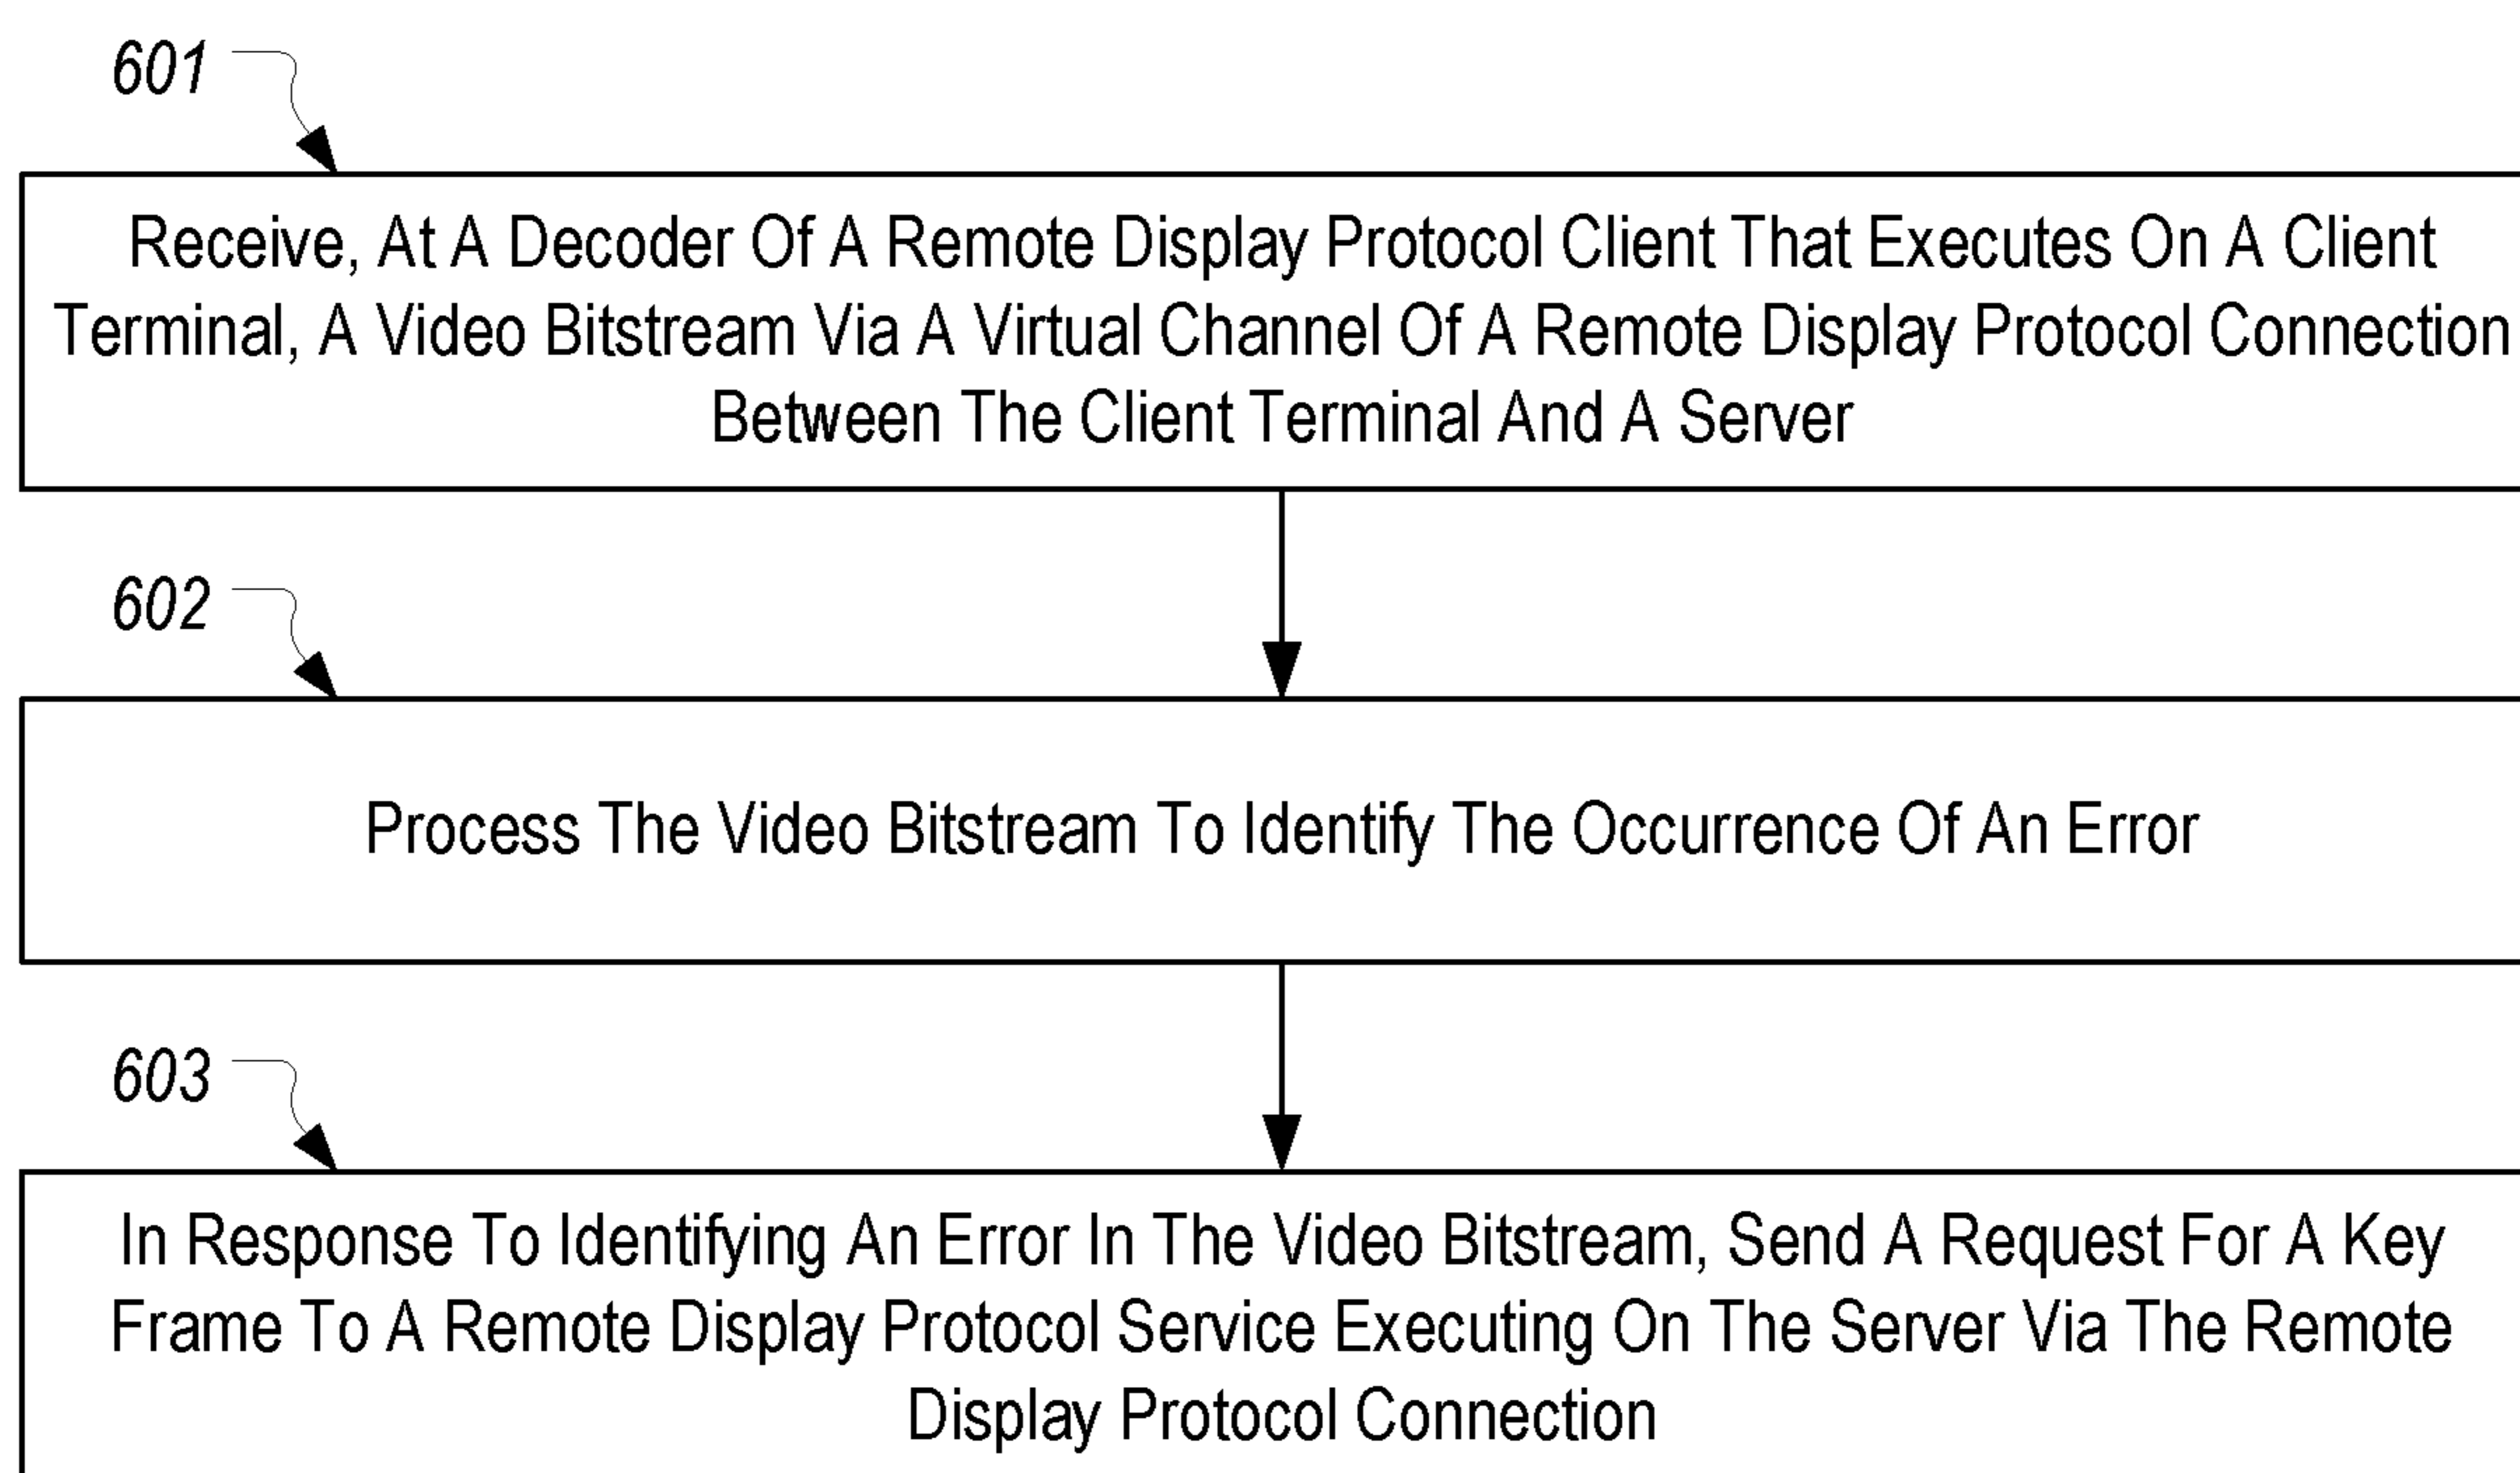 601
Receive, At A Decoder Of A Remote Display Protocol Client That Executes On A Client
Terminal, A Video Bitstream Via A Virtual Channel Of A Remote Display Protocol Connection
Between The Client Terminal And A Server
602
Process The Video Bitstream To Identify The Occurrence Of An Error
603
In Response To Identifying An Error In The Video Bitstream, Send A Request For A Key
Frame To A Remote Display Protocol Service Executing On The Server Via The Remote
Display Protocol Connection